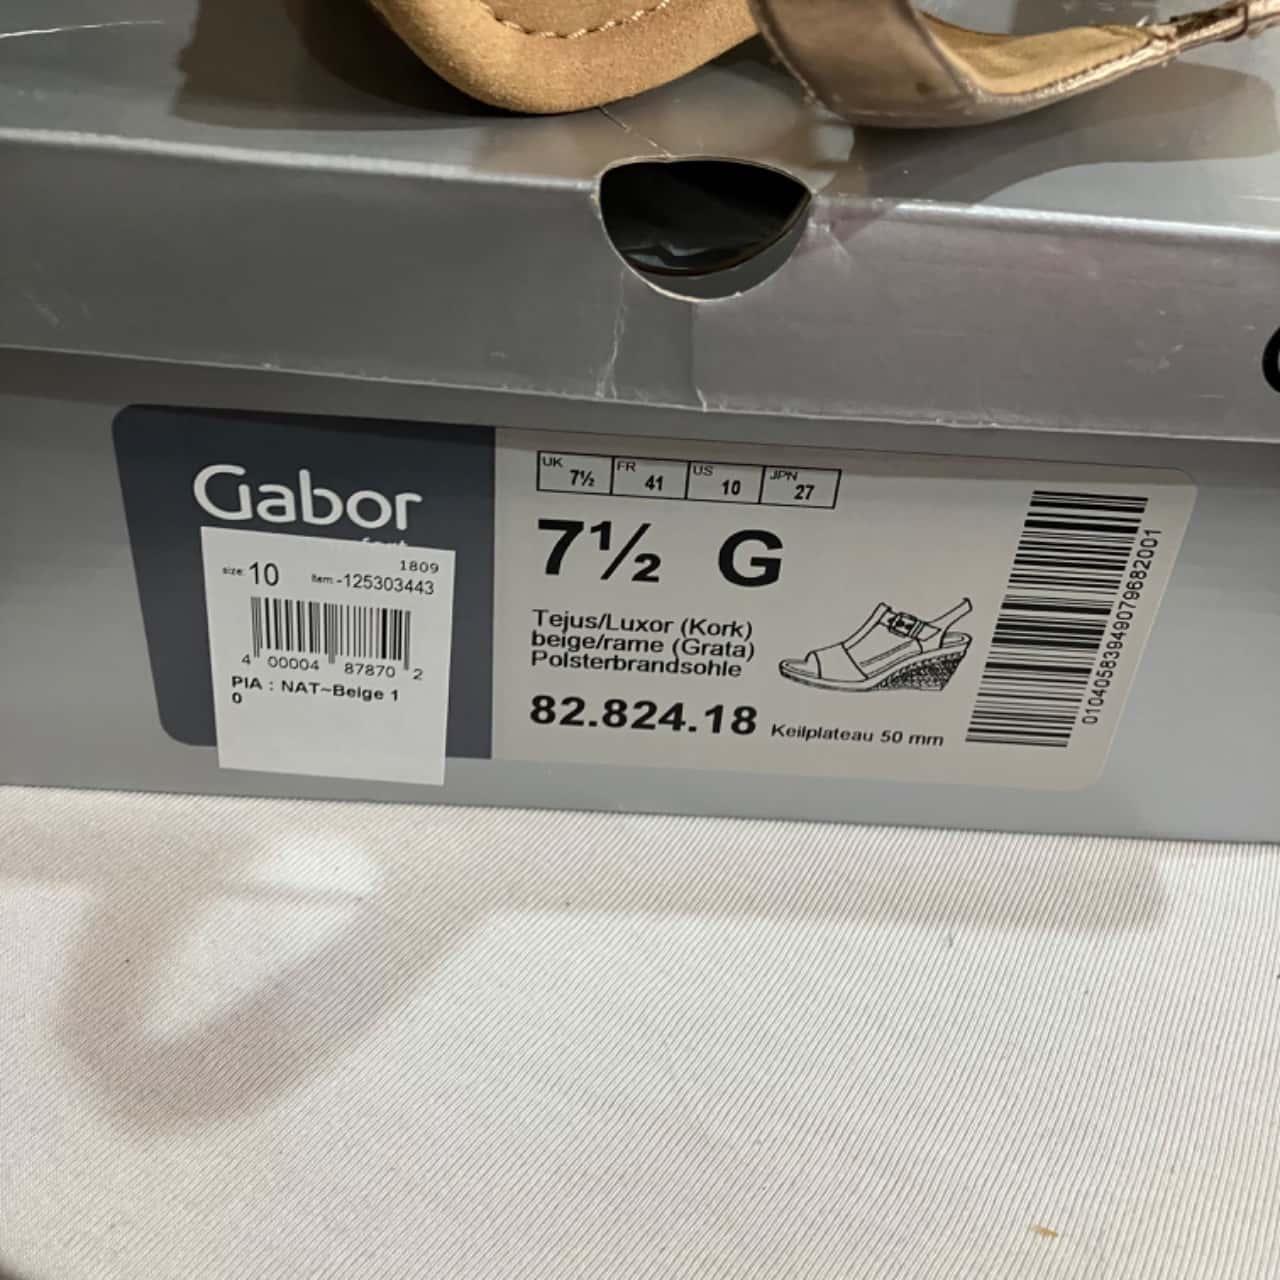 Gabor
size: 10
1809
Item:-125303443
4 00004 87870 2
PIA : NAT~Beige 1
0
UK 7½ FR 41 US 10 JPN 27
7½ G
Tejus/Luxor (Kork)
beige/rame (Grata)
Polsterbrandsohle
82.824.18 Keilplateau 50 mm
0104058394907968​2001